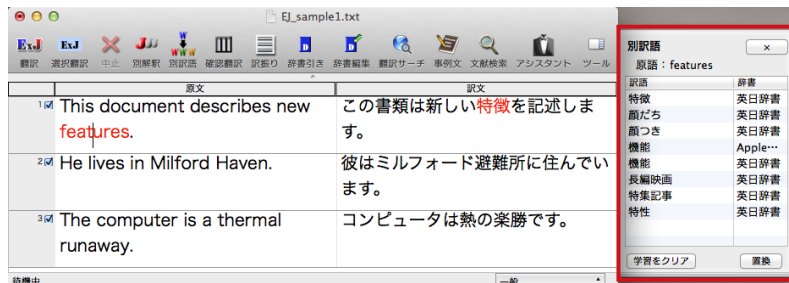 EJ_sample1.txt
ExJ ExJ JJJ W WWW D D
翻訳 選択翻訳 中止 別解釈 別訳語 確認翻訳 訳振り 辞書引き 辞書編集 翻訳サーチ 事例文 文献検索 アシスタント ツール
原文 訳文
1 This document describes new features.
この書類は新しい特徴を記述します。
2 He lives in Milford Haven.
彼はミルフォード避難所に住んでいます。
3 The computer is a thermal runaway.
コンピュータは熱の楽勝です。
待機中 一般
別訳語 ×
原語：features
訳語 辞書
特徴 英日辞書
顔だち 英日辞書
顔つき 英日辞書
機能 Apple…
機能 英日辞書
長編映画 英日辞書
特集記事 英日辞書
特性 英日辞書
学習をクリア 置換